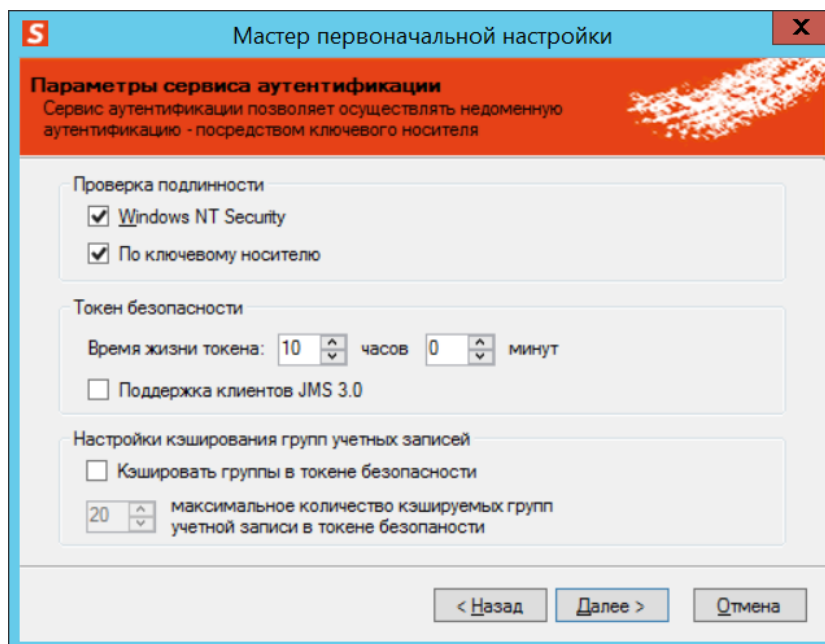 S
Мастер первоначальной настройки
X
Параметры сервиса аутентификации
Сервис аутентификации позволяет осуществлять недоменную
аутентификацию - посредством ключевого носителя
Проверка подлинности
Windows NT Security
По ключевому носителю
Токен безопасности
Время жизни токена: 10 часов 0 минут
Поддержка клиентов JMS 3.0
Настройки кэширования групп учетных записей
Кэшировать группы в токене безопасности
20 максимальное количество кэшируемых групп
учетной записи в токене безопаности
< Назад Далее > Отмена